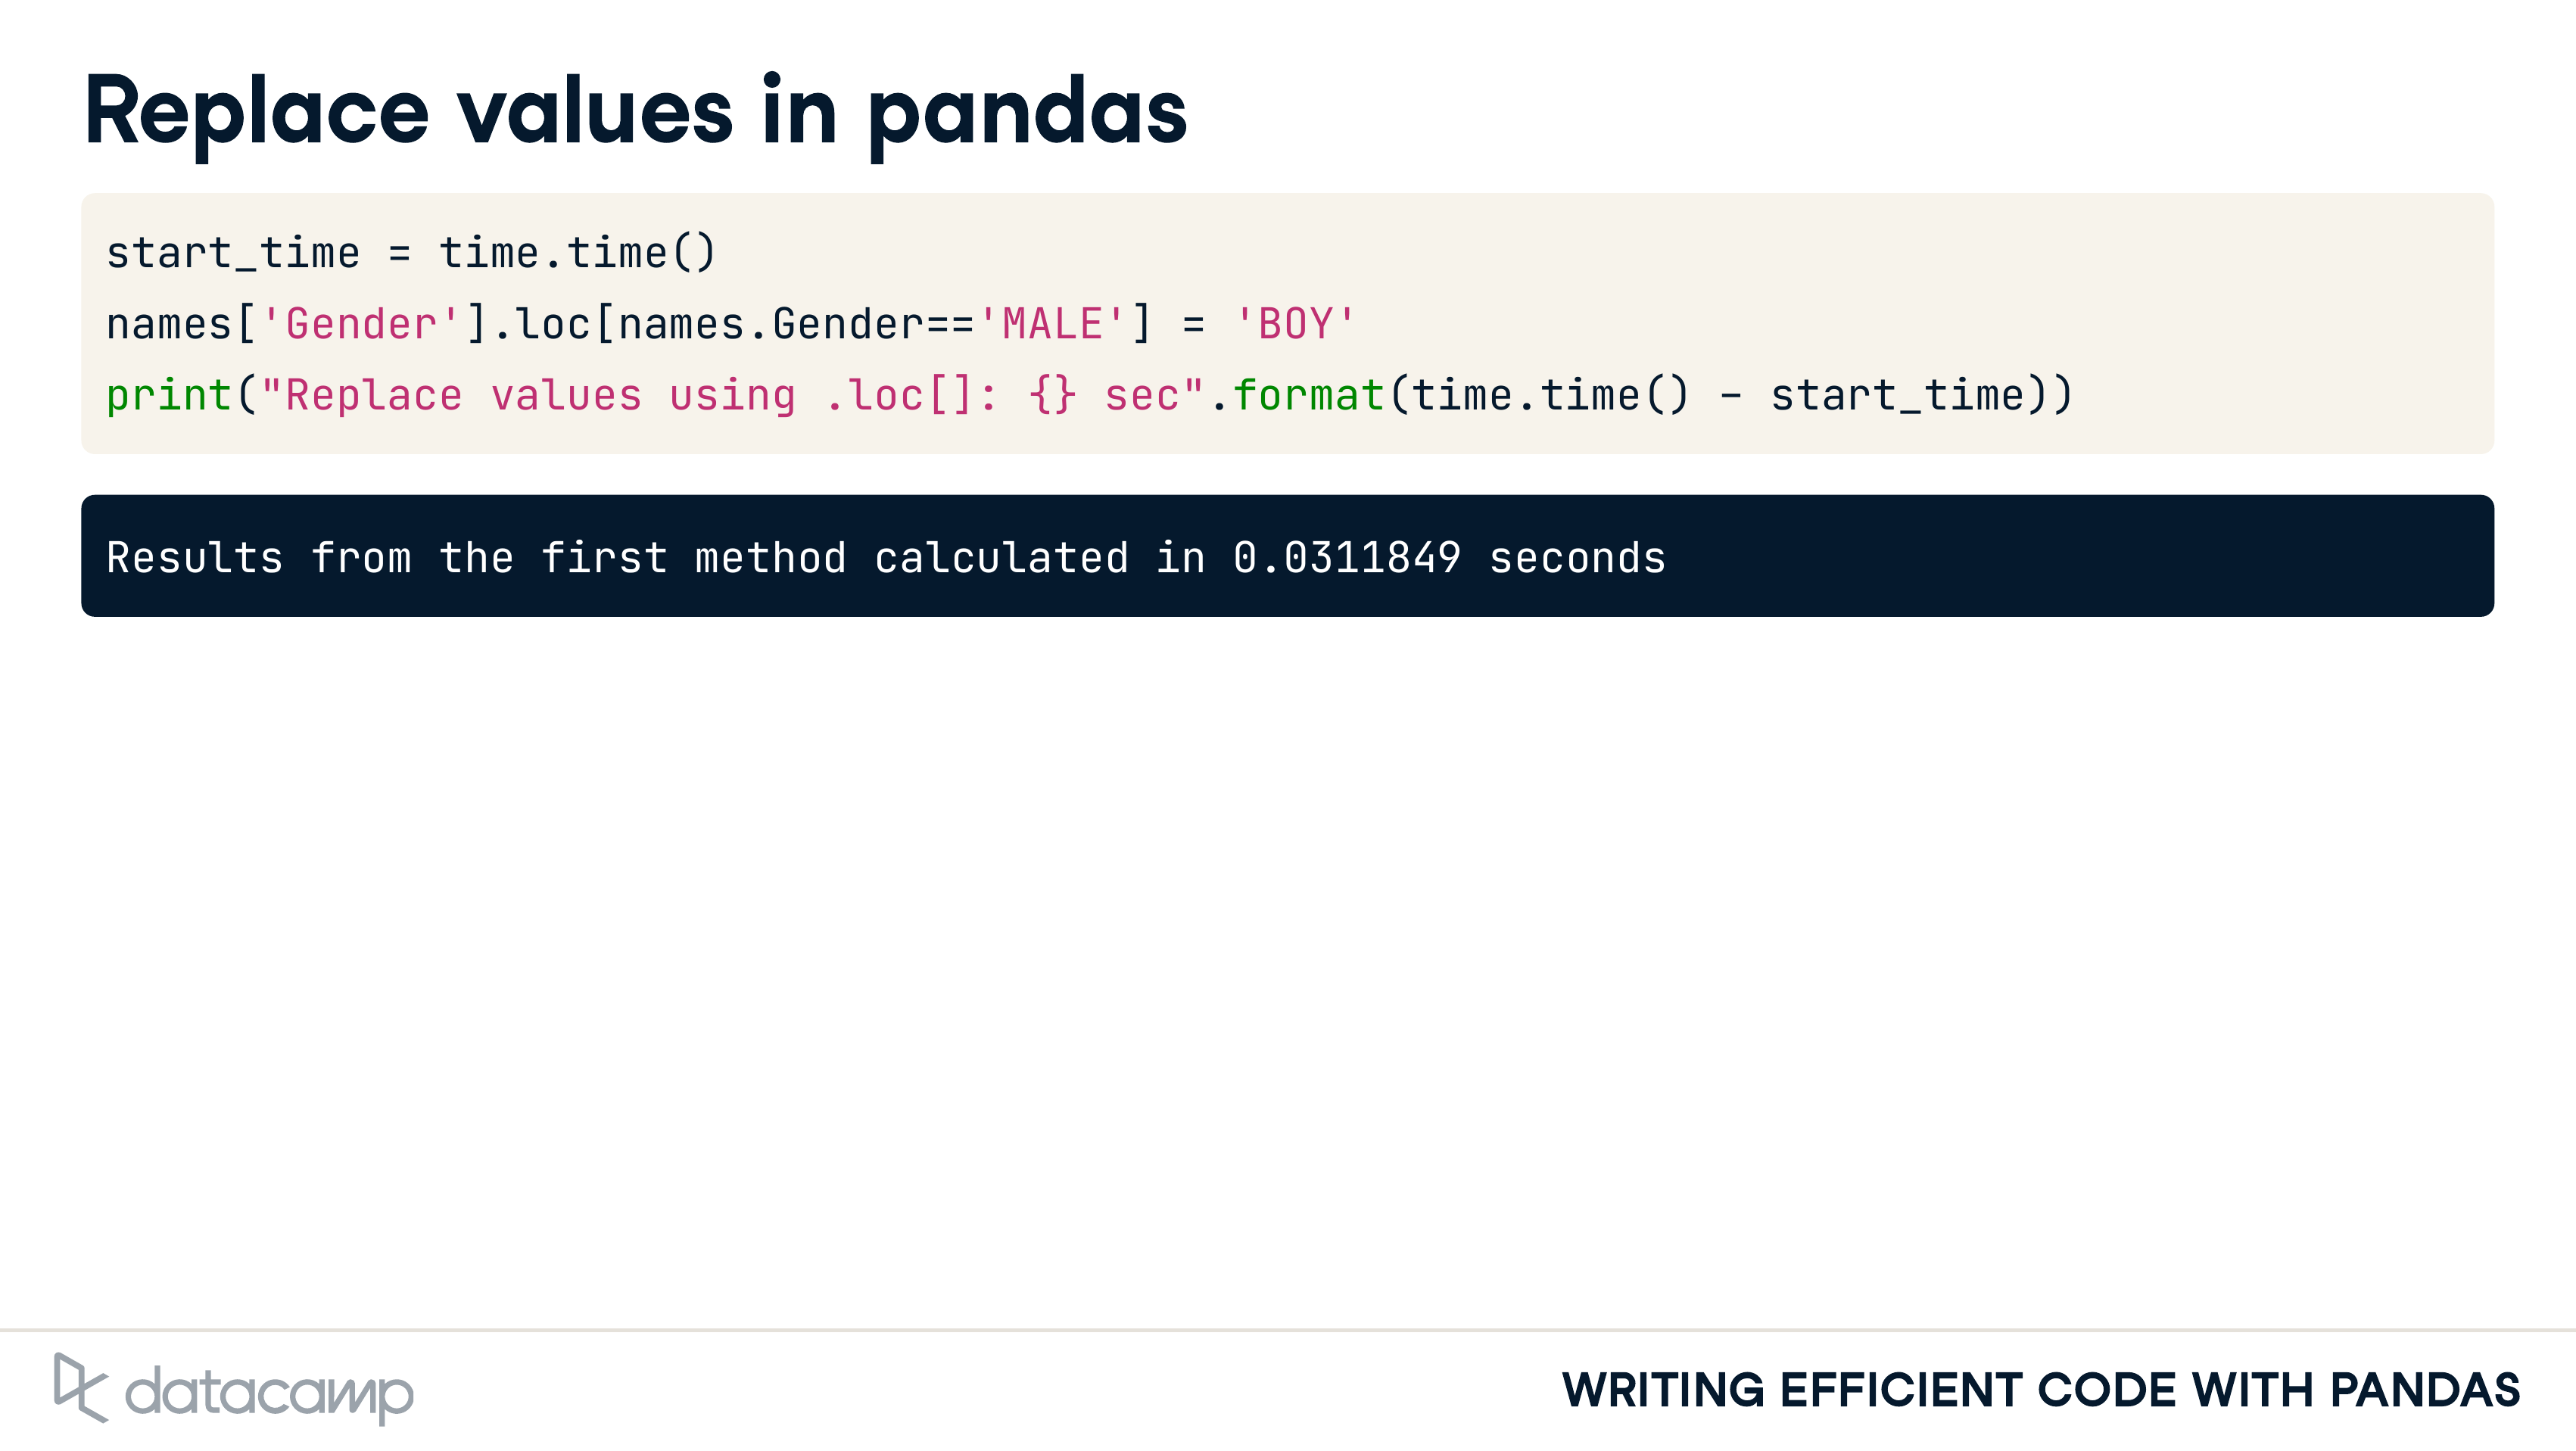 Replace values in pandas
start_time = time.time()
names['Gender'].loc[names.Gender=='MALE'] = 'BOY'
print("Replace values using .loc[]: {} sec".format(time.time() - start_time))
Results from the first method calculated in 0.0311849 seconds
datacamp
WRITING EFFICIENT CODE WITH PANDAS